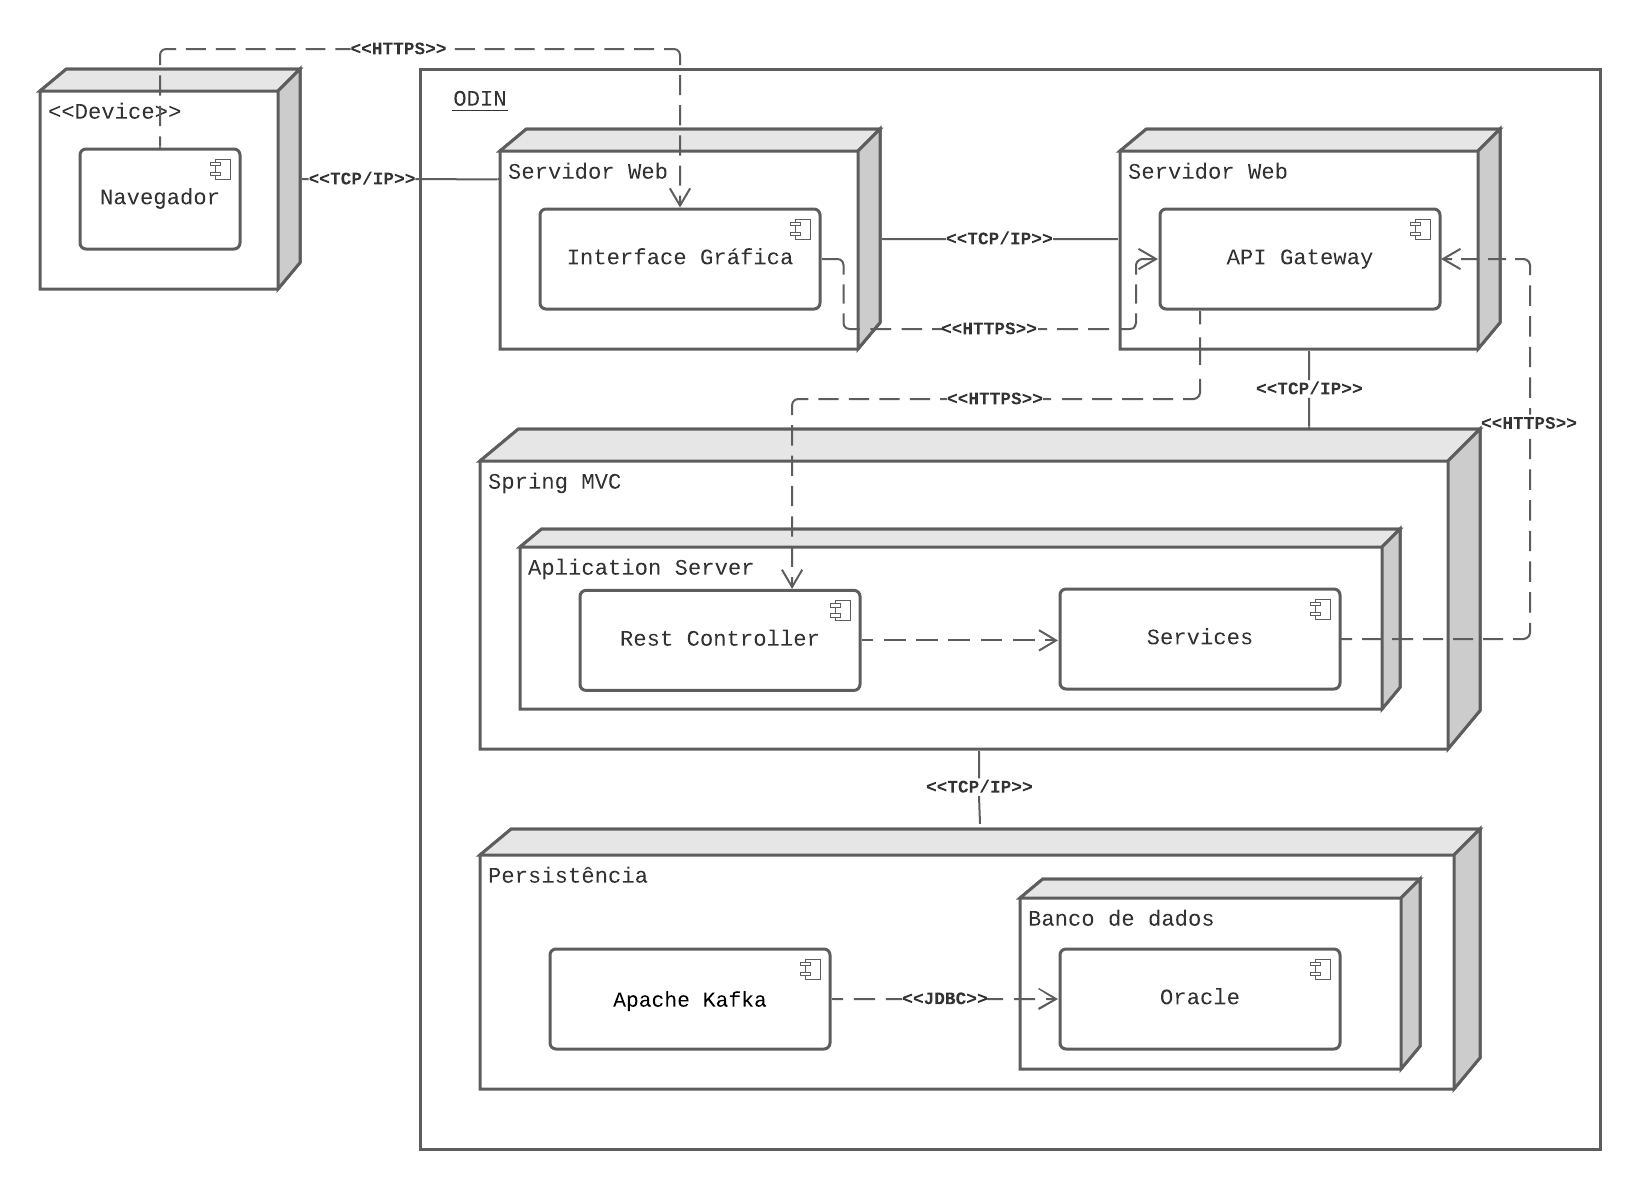 <<HTTPS>>
<<Device>>
Navegador
<<TCP/IP>>
ODIN
Servidor Web
Interface Gráfica
<<TCP/IP>>
<<HTTPS>>
Servidor Web
API Gateway
<<TCP/IP>>
<<HTTPS>>
<<HTTPS>>
Spring MVC
Aplication Server
Rest Controller
Services
<<TCP/IP>>
Persistência
Banco de dados
Apache Kafka
<<JDBC>>
Oracle